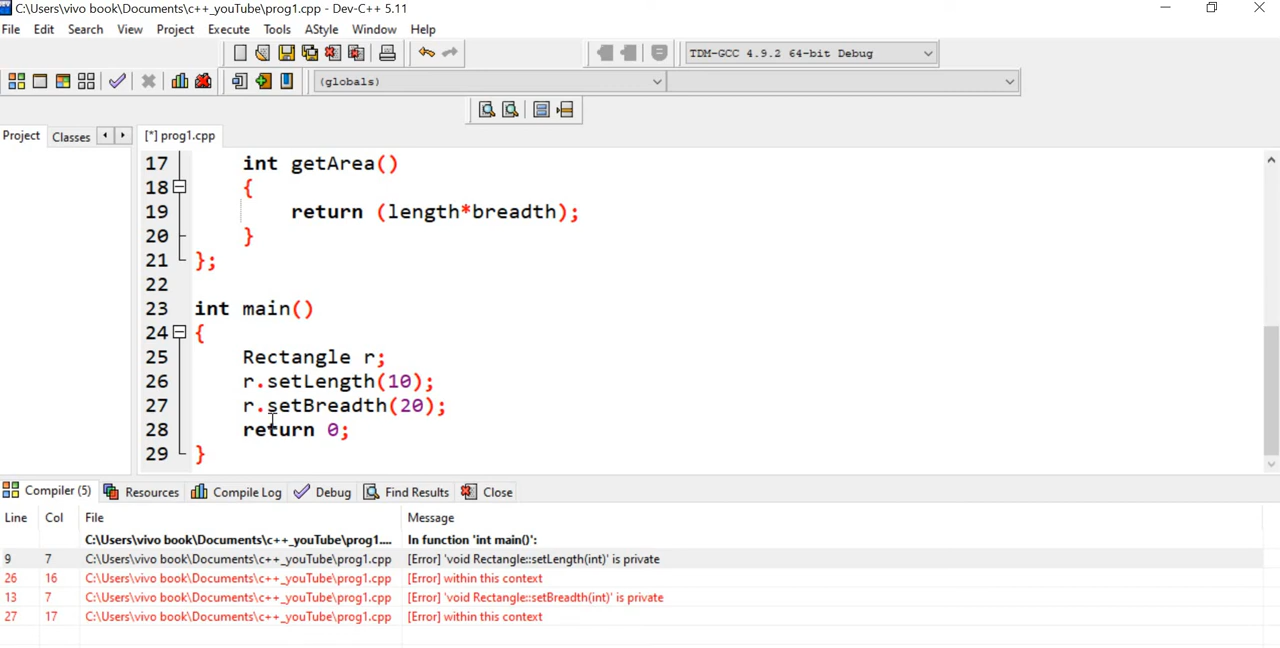 C:\Users\vivo book\Documents\c++_youTube\prog1.cpp - Dev-C++ 5.11
File Edit Search View Project Execute Tools AStyle Window Help
TDM-GCC 4.9.2 64-bit Debug
(globals)
Project Classes [*] prog1.cpp
17 int getArea()
18 {
19 return (length*breadth);
20 }
21 };
22
23 int main()
24 {
25 Rectangle r;
26 r.setLength(10);
27 r.setBreadth(20);
28 return 0;
29 }
Compiler (5) Resources Compile Log Debug Find Results Close
Line Col File Message
C:\Users\vivo book\Documents\c++_youTube\prog1.... In function 'int main()':
9 7 C:\Users\vivo book\Documents\c++_youTube\prog1.cpp [Error] 'void Rectangle::setLength(int)' is private
26 16 C:\Users\vivo book\Documents\c++_youTube\prog1.cpp [Error] within this context
13 7 C:\Users\vivo book\Documents\c++_youTube\prog1.cpp [Error] 'void Rectangle::setBreadth(int)' is private
27 17 C:\Users\vivo book\Documents\c++_youTube\prog1.cpp [Error] within this context